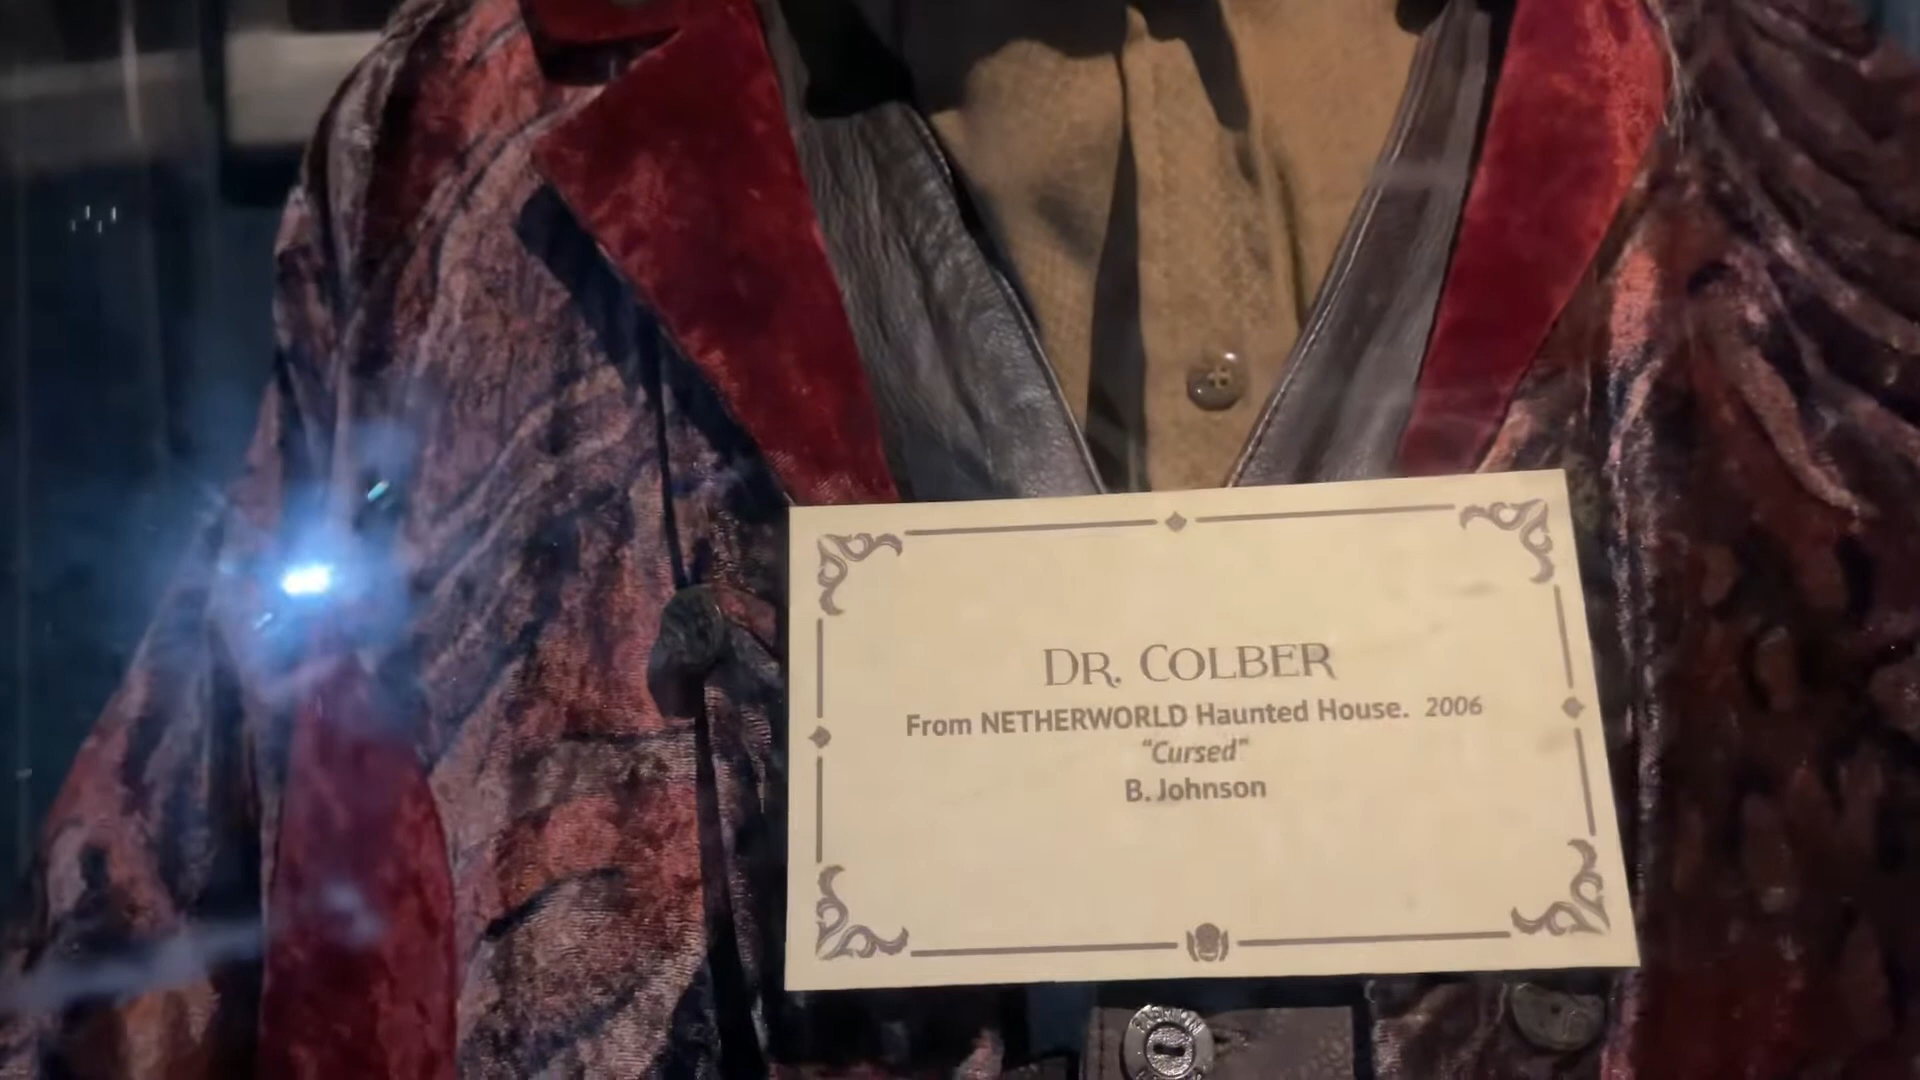 DR. COLBER
From NETHERWORLD Haunted House. 2006
"Cursed"
B. Johnson